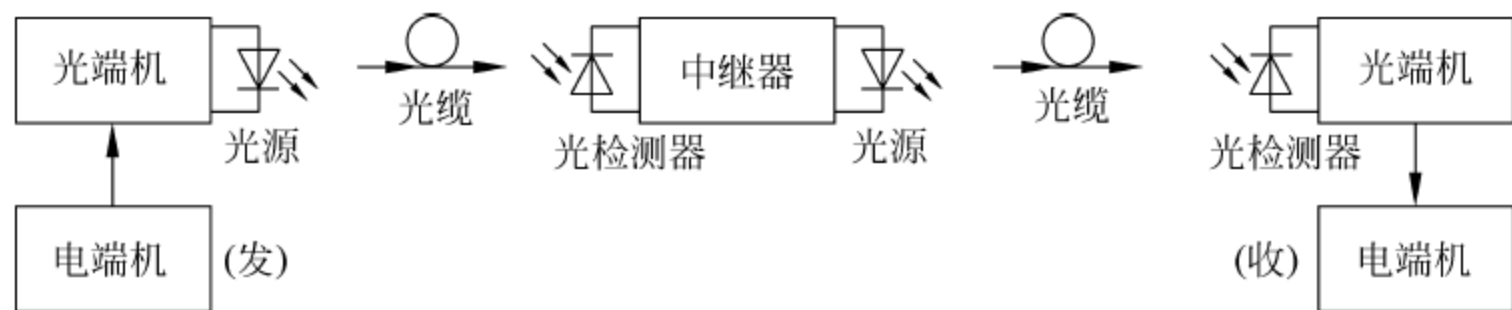 光端机
光源
光缆
光检测器
中继器
光源
光缆
光检测器
光端机
电端机
(发)
(收)
电端机